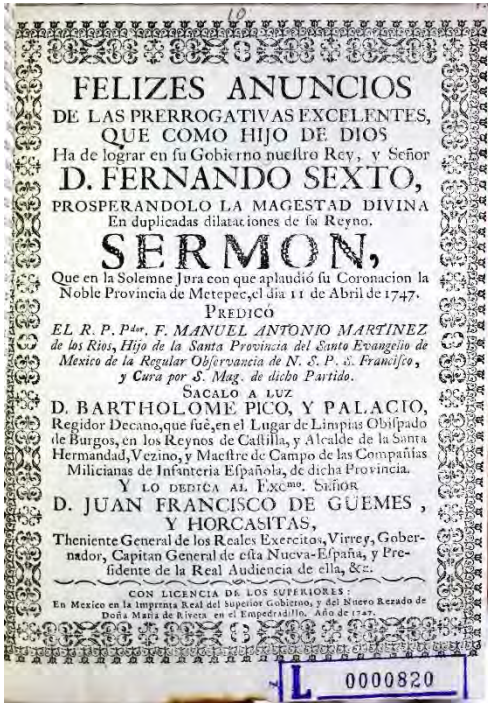 10
FELIZES ANUNCIOS
DE LAS PRERROGATIVAS EXCELENTES,
QUE COMO HIJO DE DIOS
Ha de lograr en ſu Gobierno nueſtro Rey, y Señor
D. FERNANDO SEXTO,
PROSPERANDOLO LA MAGESTAD DIVINA
En duplicadas dilataciones de ſu Reyno.
SERMON,
Que en la Solemne Jura con que aplaudió ſu Coronacion la
Noble Provincia de Metepec, el dia 11 de Abril de 1747.
PREDICÓ
EL R. P. Pdor. F. MANUEL ANTONIO MARTINEZ
de los Rios, Hijo de la Santa Provincia del Santo Evangelio de
Mexico de la Regular Obſervancia de N. S. P. S. Franciſco,
y Cura por S. Mag. de dicho Partido.
SACALO A LUZ
D. BARTHOLOME PICO, Y PALACIO,
Regidor Decano, que fuè, en el Lugar de Limpias Obiſpado
de Burgos, en los Reynos de Caſtilla, y Alcalde de la Santa
Hermandad, Vezino, y Maeſtre de Campo de las Compañias
Milicianas de Infanteria Eſpañola, de dicha Provincia.
Y LO DEDICA AL Excmo. SEÑOR
D. JUAN FRANCISCO DE GUEMES,
Y HORCASITAS,
Theniente General de los Reales Exercitos, Virrey, Gober-
nador, Capitan General de eſta Nueva-Eſpaña, y Pre-
ſidente de la Real Audiencia de ella, &c.
CON LICENCIA DE LOS SUPERIORES:
En Mexico en la Imprenta Real del Superior Gobierno, y del Nuevo Rezado de
Doña Maria de Rivera en el Empedradillo. Año de 1747.
L 0000820